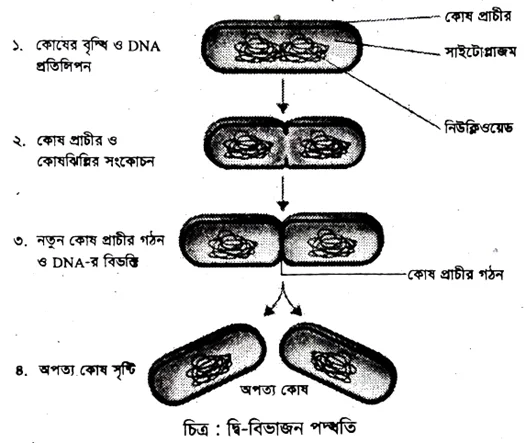 কোষ প্রাচীর
১. কোষের বৃদ্ধি ও DNA
প্রতিলিপন
সাইটোপ্লাজম
নিউক্লিওয়েড
২. কোষ প্রাচীর ও
কোষঝিল্লির সংকোচন
৩. নতুন কোষ প্রাচীর গঠন
ও DNA-র বিভক্তি
কোষ প্রাচীর গঠন
৪. অপত্য কোষ সৃষ্টি
অপত্য কোষ
চিত্র : দ্বি-বিভাজন পদ্ধতি